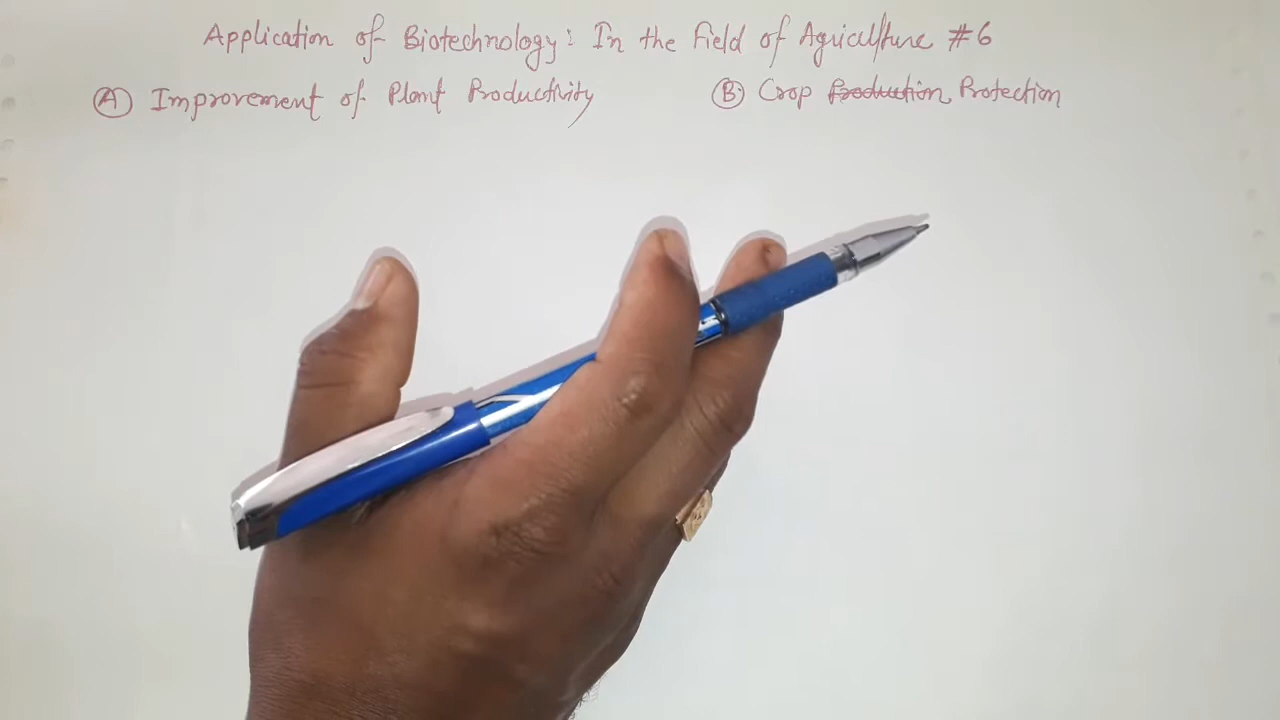 Application of Biotechnology: In the Field of Agriculture #6
(A) Improvement of Plant Productivity (B) Crop Production Protection